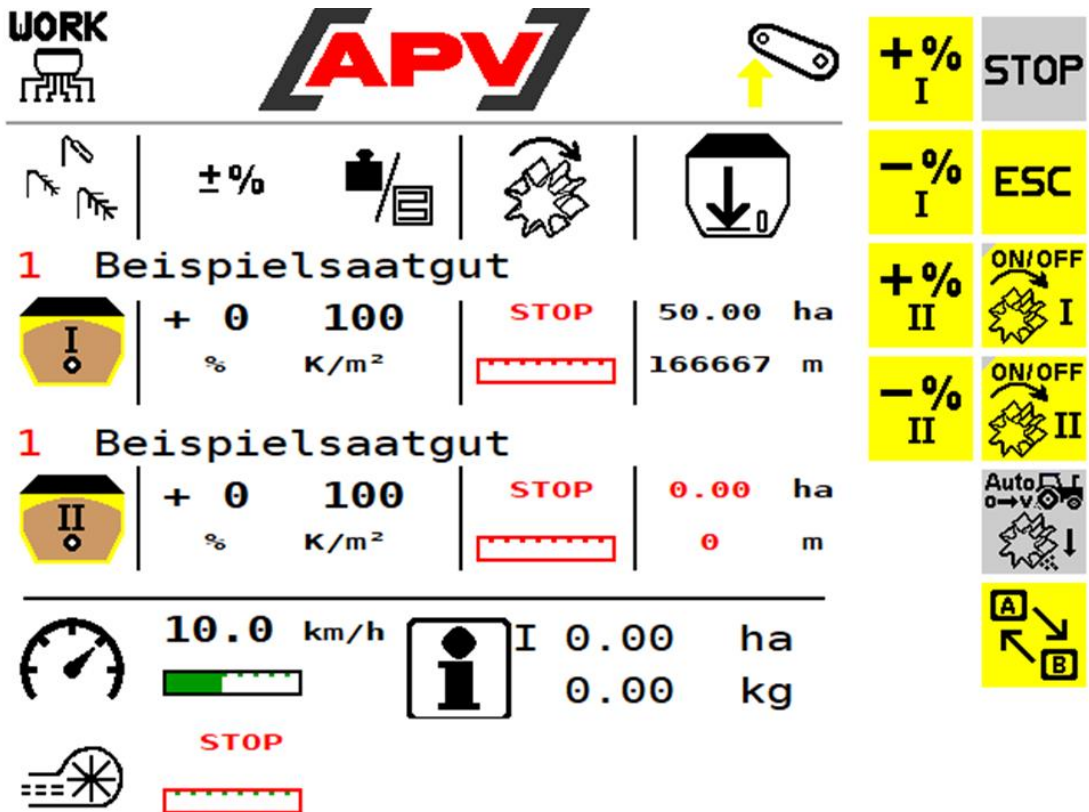 WORK
APV
+% I
STOP
-% I
ESC
±%
1 Beispielsaatgut
+% II
ON/OFF I
I
+ 0 100 STOP 50.00 ha
% K/m² 166667 m
-% II
ON/OFF II
1 Beispielsaatgut
II
+ 0 100 STOP 0.00 ha
% K/m² 0 m
Auto
0→v
10.0 km/h
i
I 0.00 ha
0.00 kg
A
B
STOP